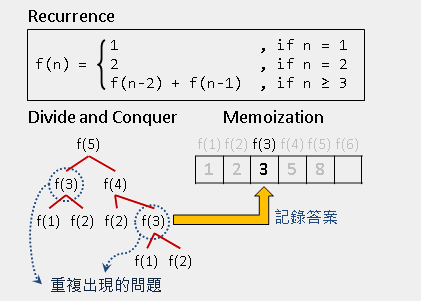 Recurrence
1 , if n = 1
f(n) = 2 , if n = 2
f(n-2) + f(n-1) , if n ≥ 3
Divide and Conquer
f(5)
f(3) f(4)
f(1) f(2) f(2) f(3)
f(1) f(2)
重複出現的問題
Memoization
f(1) f(2) f(3) f(4) f(5) f(6)
1 2 3 5 8
記錄答案